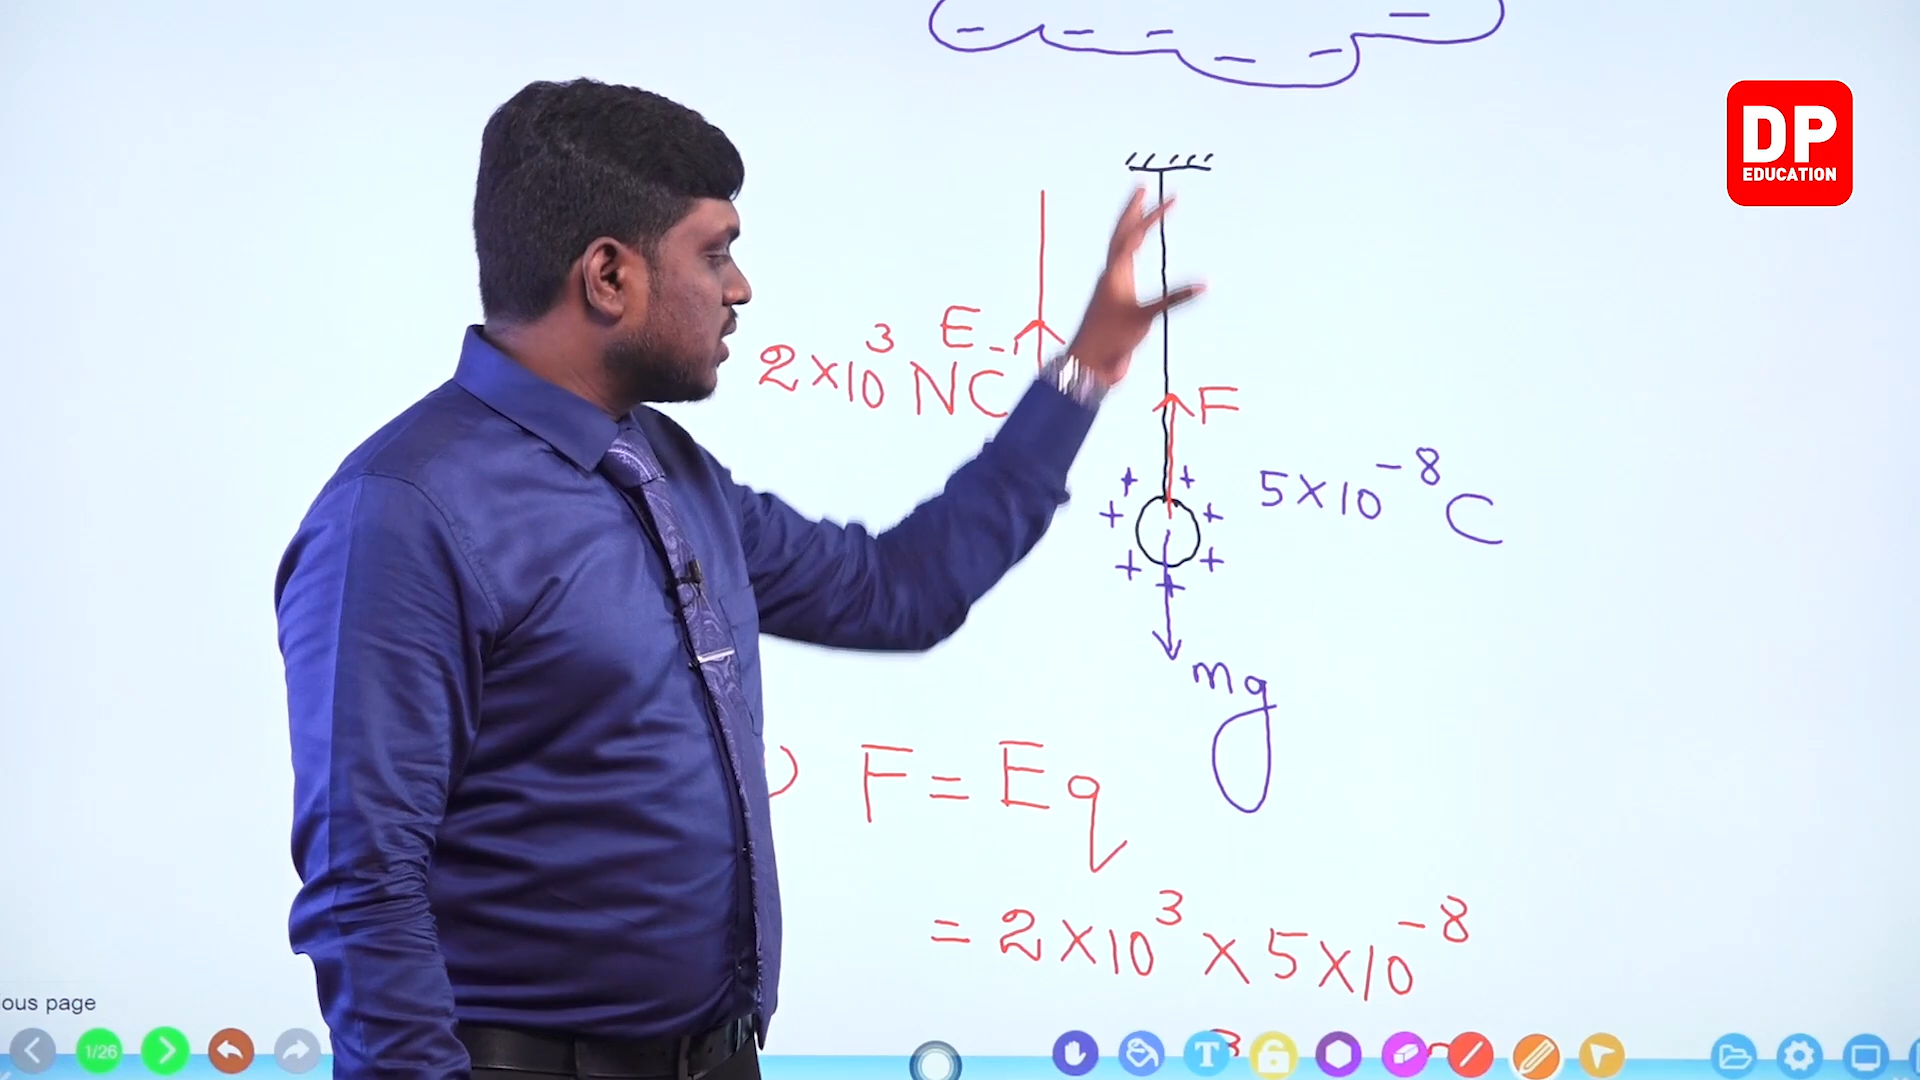 DP
EDUCATION
E
2×10³ NC⁻¹
F
+ + + + + + +
5×10⁻⁸ C
mg
) F = Eq
= 2×10³ × 5×10⁻⁸
ous page
1/26
T